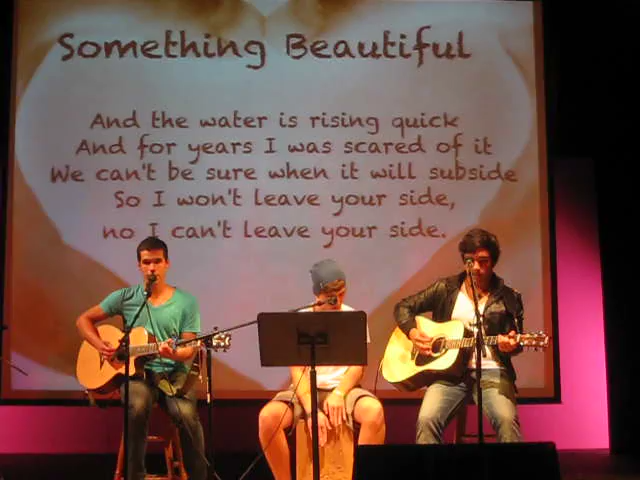 Something Beautiful
And the water is rising quick
And for years I was scared of it
We can't be sure when it will subside
So I won't leave your side,
no I can't leave your side.